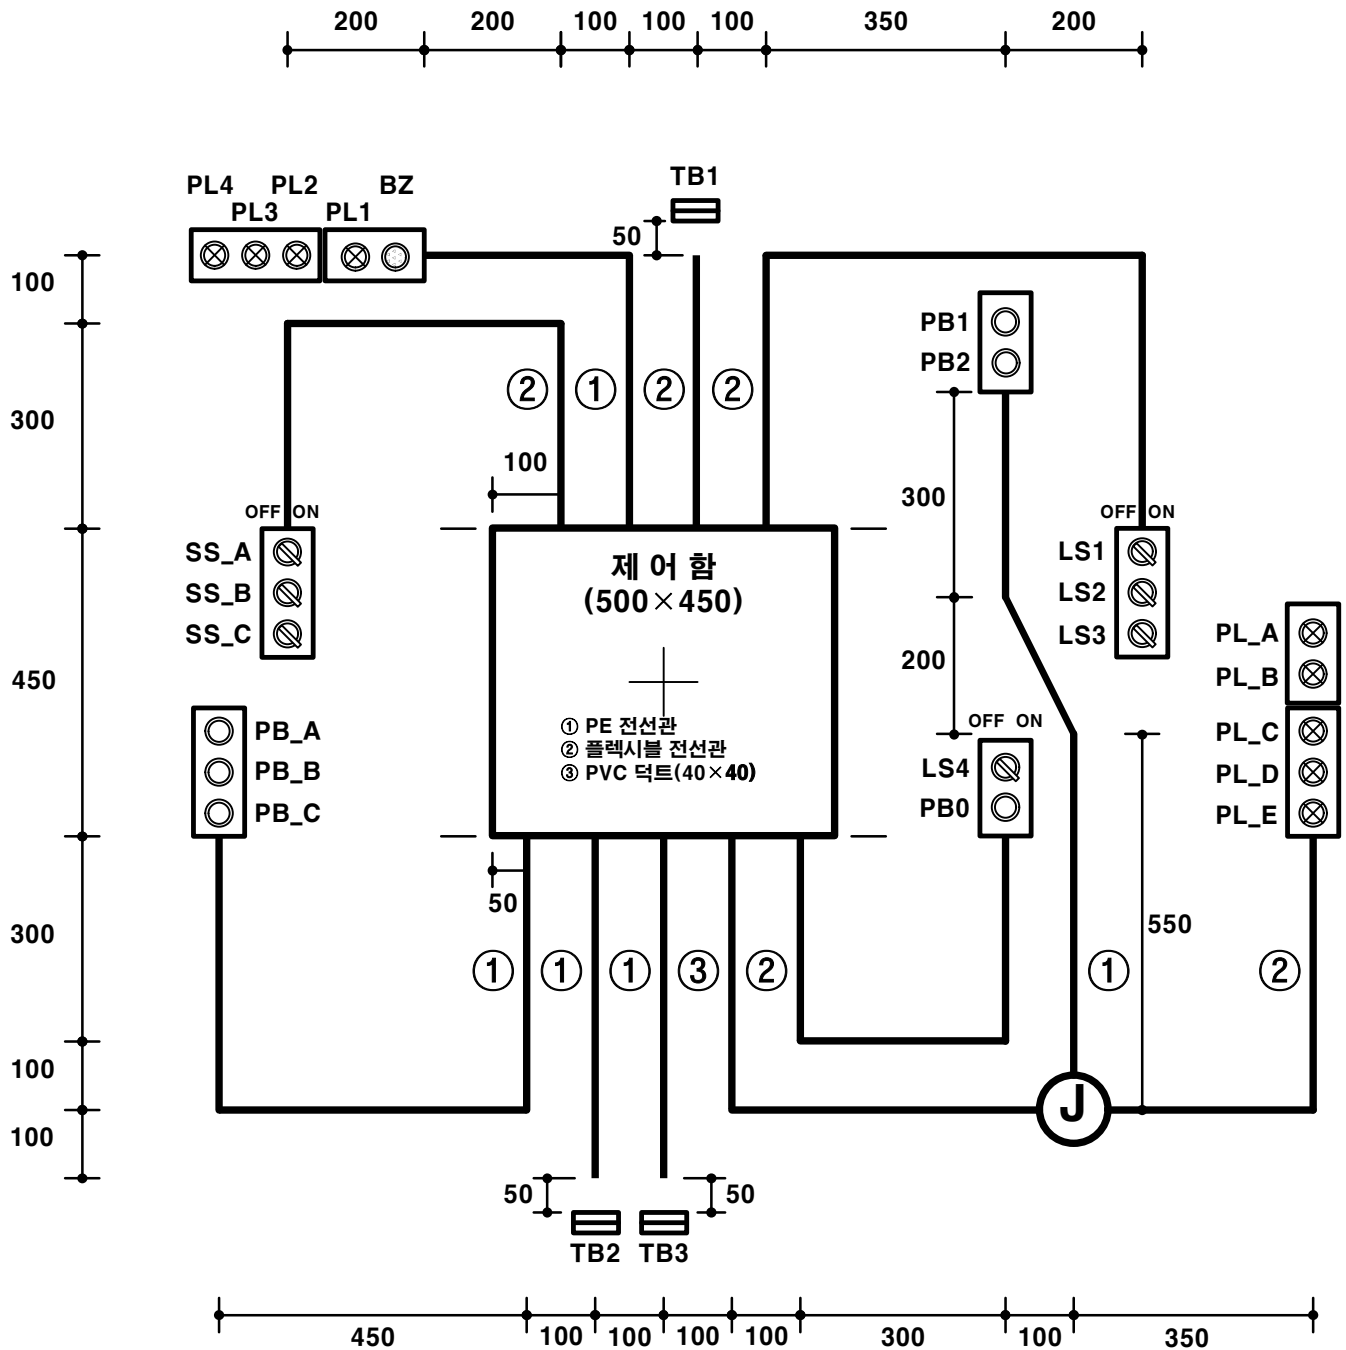 200 200 100 100 100 350 200
TB1
PL4 PL2 BZ
PL3 PL1
50
100
PB1
PB2
300
② ① ② ②
100
300
OFF ON
OFF ON
SS_A
SS_B
SS_C
제 어 함
(500×450)
LS1
LS2
LS3
PL_A
PL_B
200
450
① PE 전선관
② 플렉시블 전선관
③ PVC 덕트(40×40)
OFF ON
PB_A
PB_B
PB_C
LS4
PB0
PL_C
PL_D
PL_E
50
550
300
① ① ① ③ ② ① ②
100
J
100
50 50
TB2 TB3
450 100 100 100 100 300 100 350